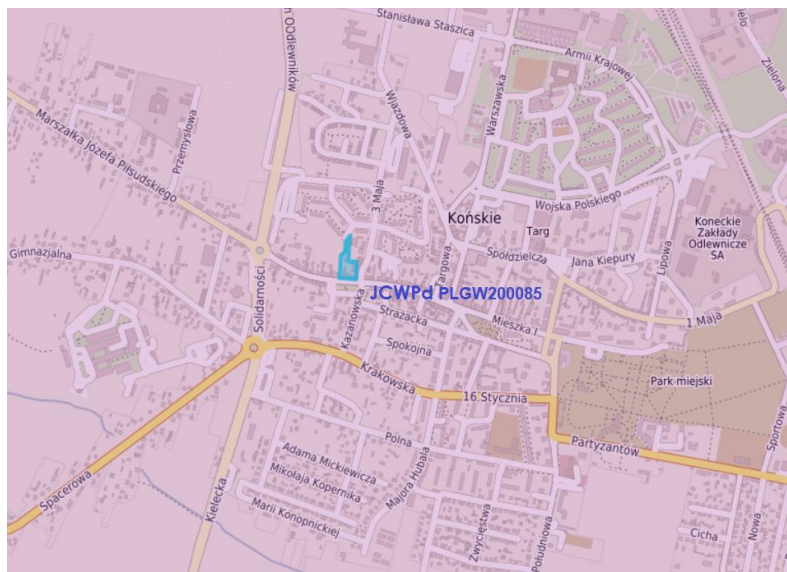 Stanisława Staszica
n OOdlewników
Armii Krajowej
Zielona
ielo
Wjazdowa
Warszawska
Marszałka Józefa Piłsudskiego
Przemysłowa
3 Maja
Wojska Polskiego
Końskie
Targ
Koneckie
Zakłady
Odlewnicze
SA
Gimnazjalna
Solidarności
Targowa
Spółdzielcza
Jana Kiepury
Lipowa
JCWPd PLGW200085
Kazanowska
Strażacka
Mieszka I
1 Maja
Spokojna
Krakowska
Park miejski
16 Stycznia
Polna
Partyzantów
Sportowa
Adama Mickiewicza
Mikołaja Kopernika
Majora Hubala
Spacerowa
Kielecka
Marii Konopnickiej
Zwycięstwa
Południowa
Cicha
Nowa